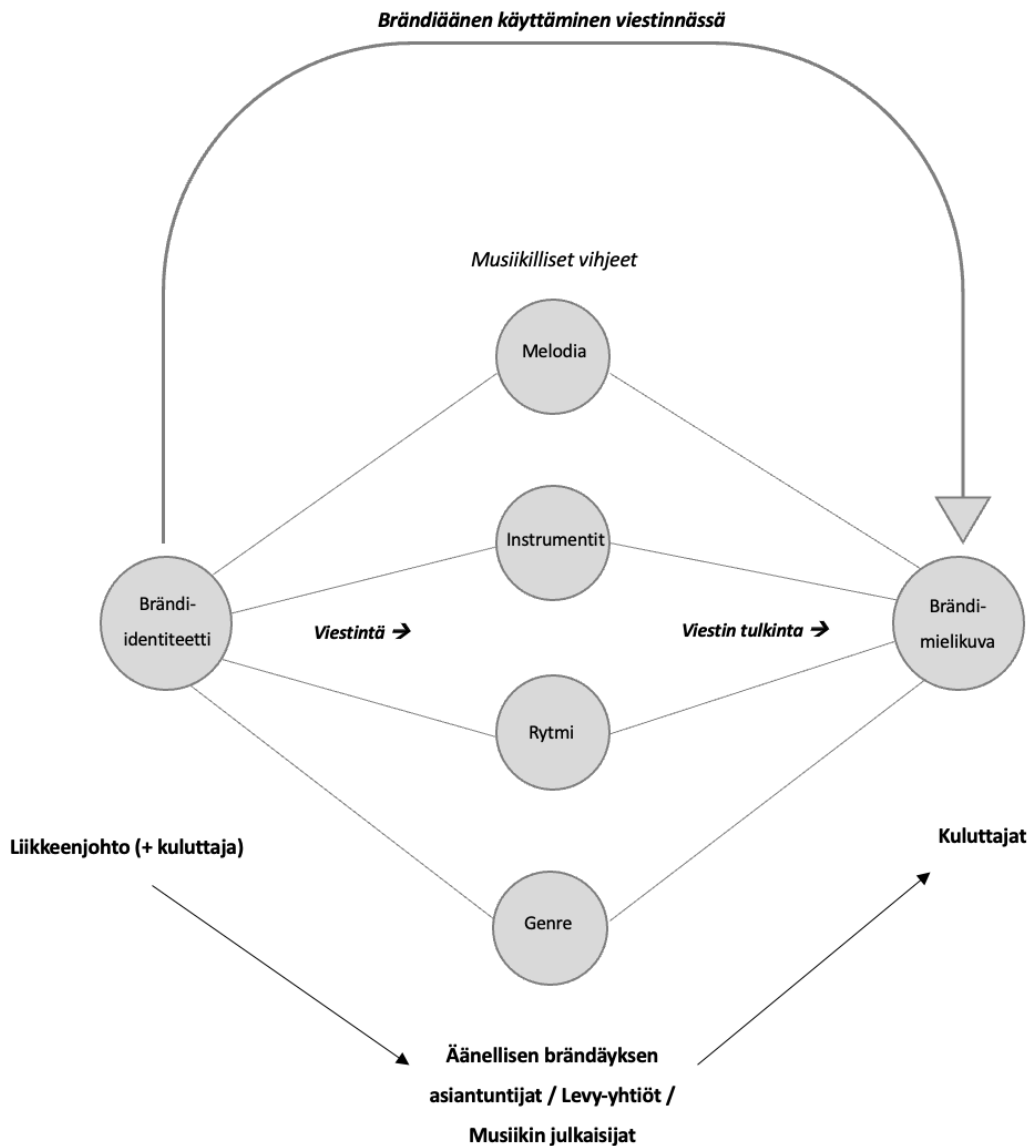 Brändiäänen käyttäminen viestinnässä
Musiikilliset vihjeet
Melodia
Instrumentit
Brändi-
identiteetti
Viestintä →
Viestin tulkinta →
Brändi-
mielikuva
Rytmi
Liikkeenjohto (+ kuluttaja)
Kuluttajat
Genre
Äänellisen brändäyksen
asiantuntijat / Levy-yhtiöt /
Musiikin julkaisijat